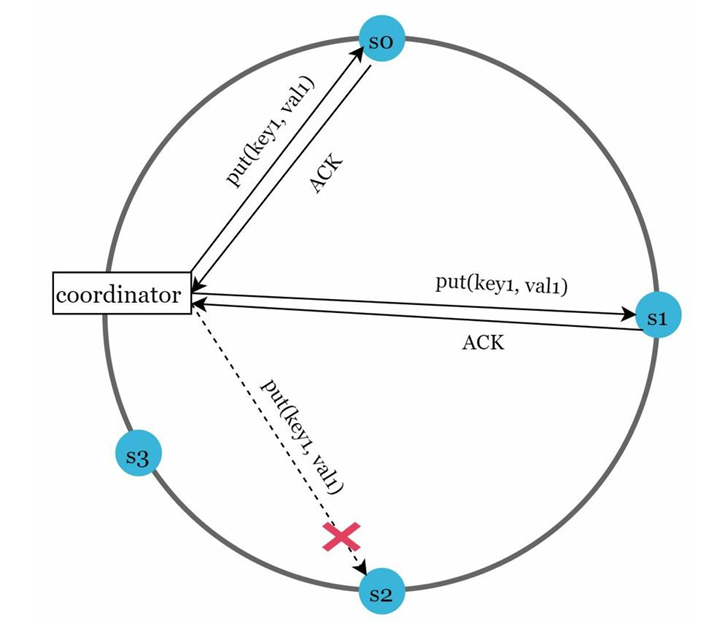 s0
put(key1, val1)
ACK
coordinator
put(key1, val1)
s1
ACK
put(key1, val1)
s3
s2